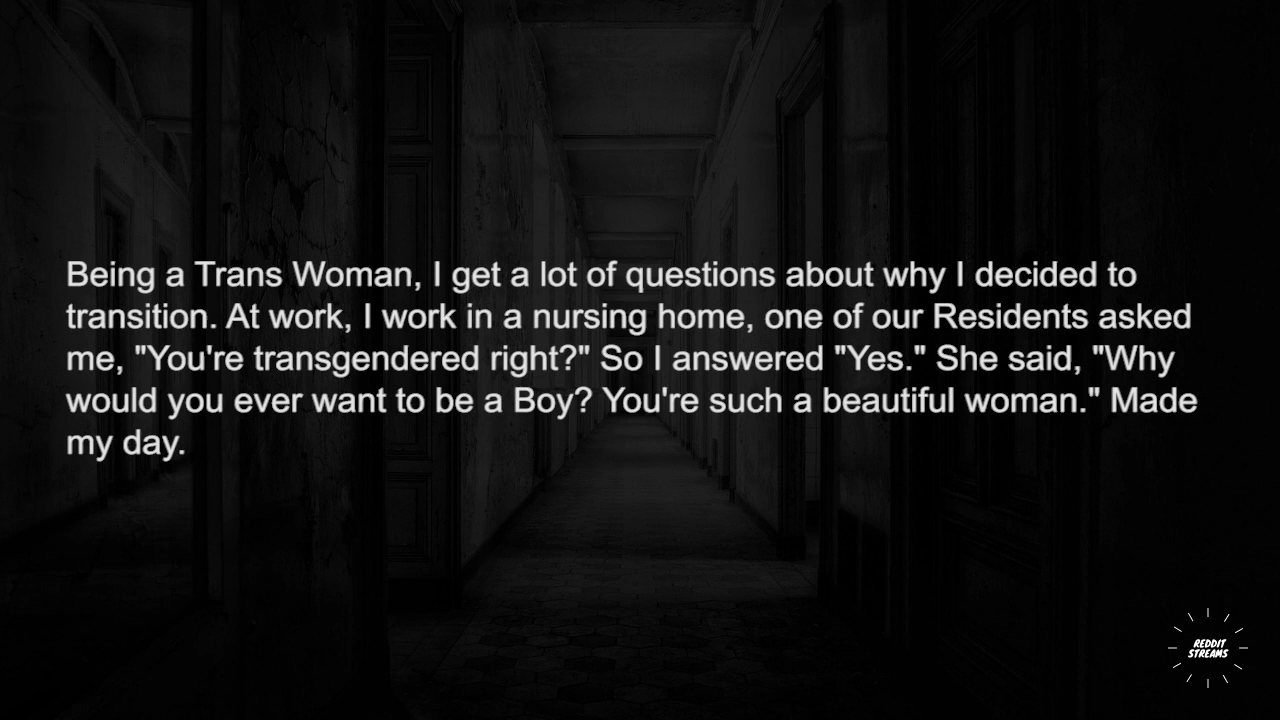 Being a Trans Woman, I get a lot of questions about why I decided to
transition. At work, I work in a nursing home, one of our Residents asked
me, "You're transgendered right?" So I answered "Yes." She said, "Why
would you ever want to be a Boy? You're such a beautiful woman." Made
my day.
REDDIT
STREAMS